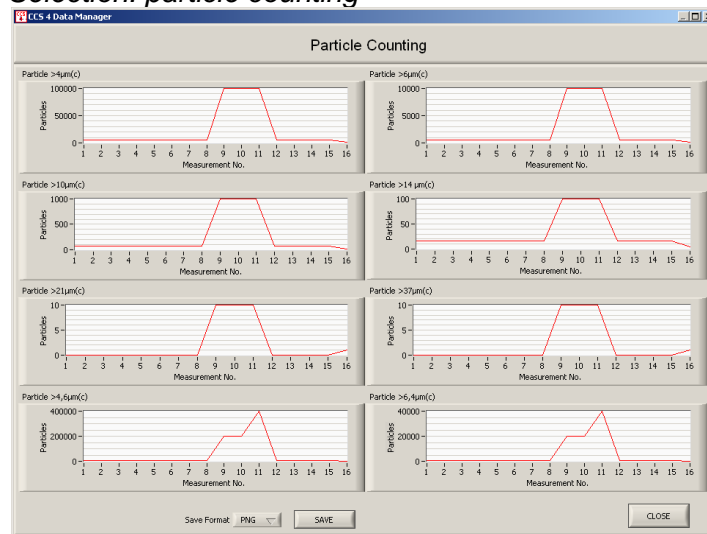 Selection: particle counting
CCS 4 Data Manager
Particle Counting
Particle >4µm(c)
100000
50000
0
Particles
1 2 3 4 5 6 7 8 9 10 11 12 13 14 15 16
Measurement No.
Particle >6µm(c)
100000
50000
0
Particles
1 2 3 4 5 6 7 8 9 10 11 12 13 14 15 16
Measurement No.
Particle >10µm(c)
1000
500
0
Particles
1 2 3 4 5 6 7 8 9 10 11 12 13 14 15 16
Measurement No.
Particle >14 µm(c)
100
50
0
Particles
1 2 3 4 5 6 7 8 9 10 11 12 13 14 15 16
Measurement No.
Particle >21µm(c)
10
5
0
Particles
1 2 3 4 5 6 7 8 9 10 11 12 13 14 15 16
Measurement No.
Particle >37µm(c)
10
5
0
Particles
1 2 3 4 5 6 7 8 9 10 11 12 13 14 15 16
Measurement No.
Particle >4,6µm(c)
400000
200000
0
Particles
1 2 3 4 5 6 7 8 9 10 11 12 13 14 15 16
Measurement No.
Particle >6,4µm(c)
40000
20000
0
Particles
1 2 3 4 5 6 7 8 9 10 11 12 13 14 15 16
Measurement No.
Save Format PNG SAVE
CLOSE